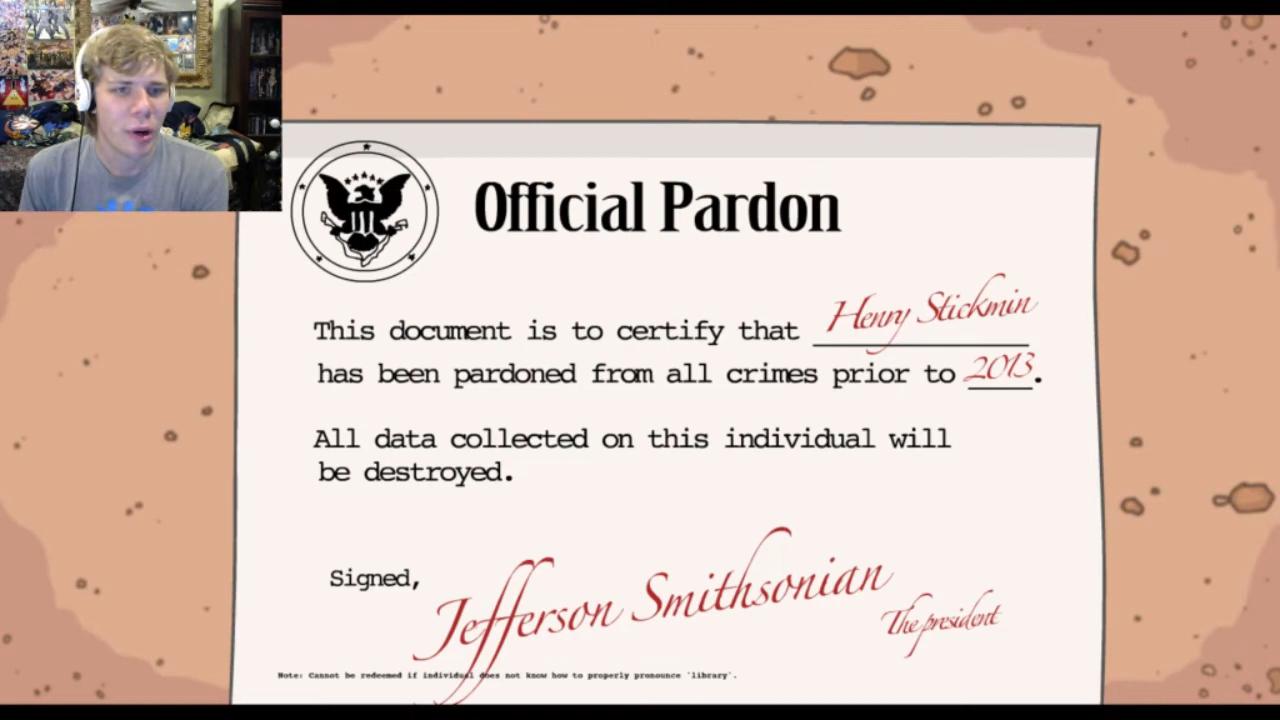 Official Pardon
This document is to certify that Henry Stickmin
has been pardoned from all crimes prior to 2013.
All data collected on this individual will
be destroyed.
Signed,
Jefferson Smithsonian
The president
Note: Cannot be redeemed if individual does not know how to properly pronounce 'library'.